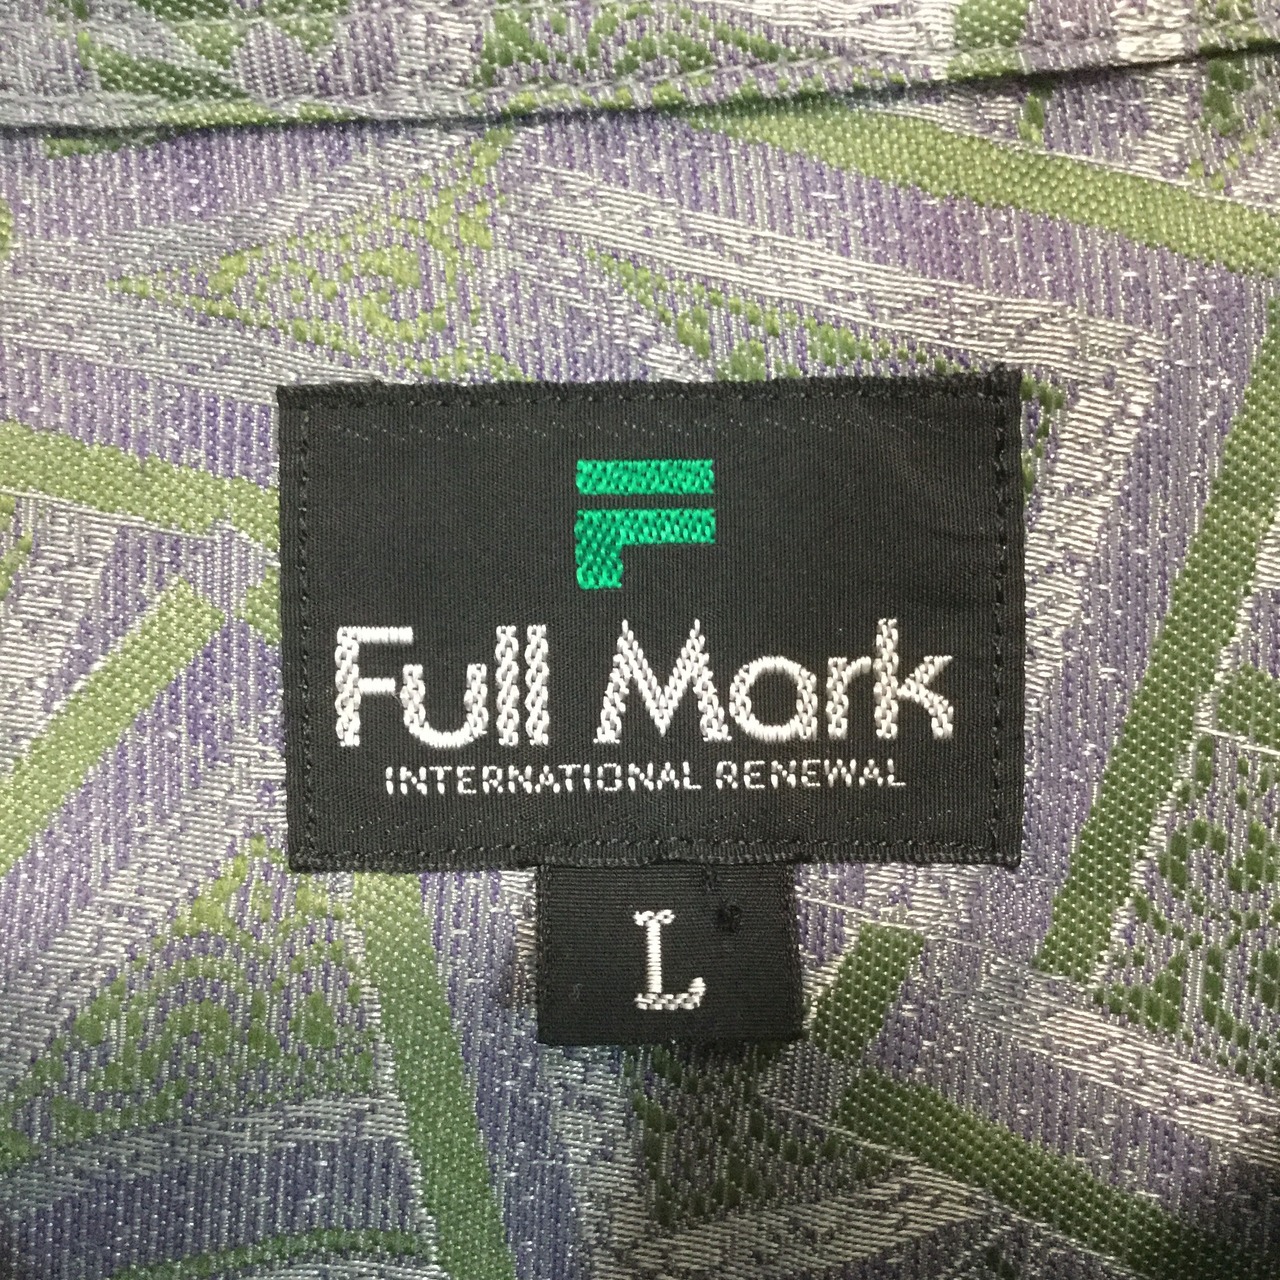 F
Full Mark
INTERNATIONAL RENEWAL
L